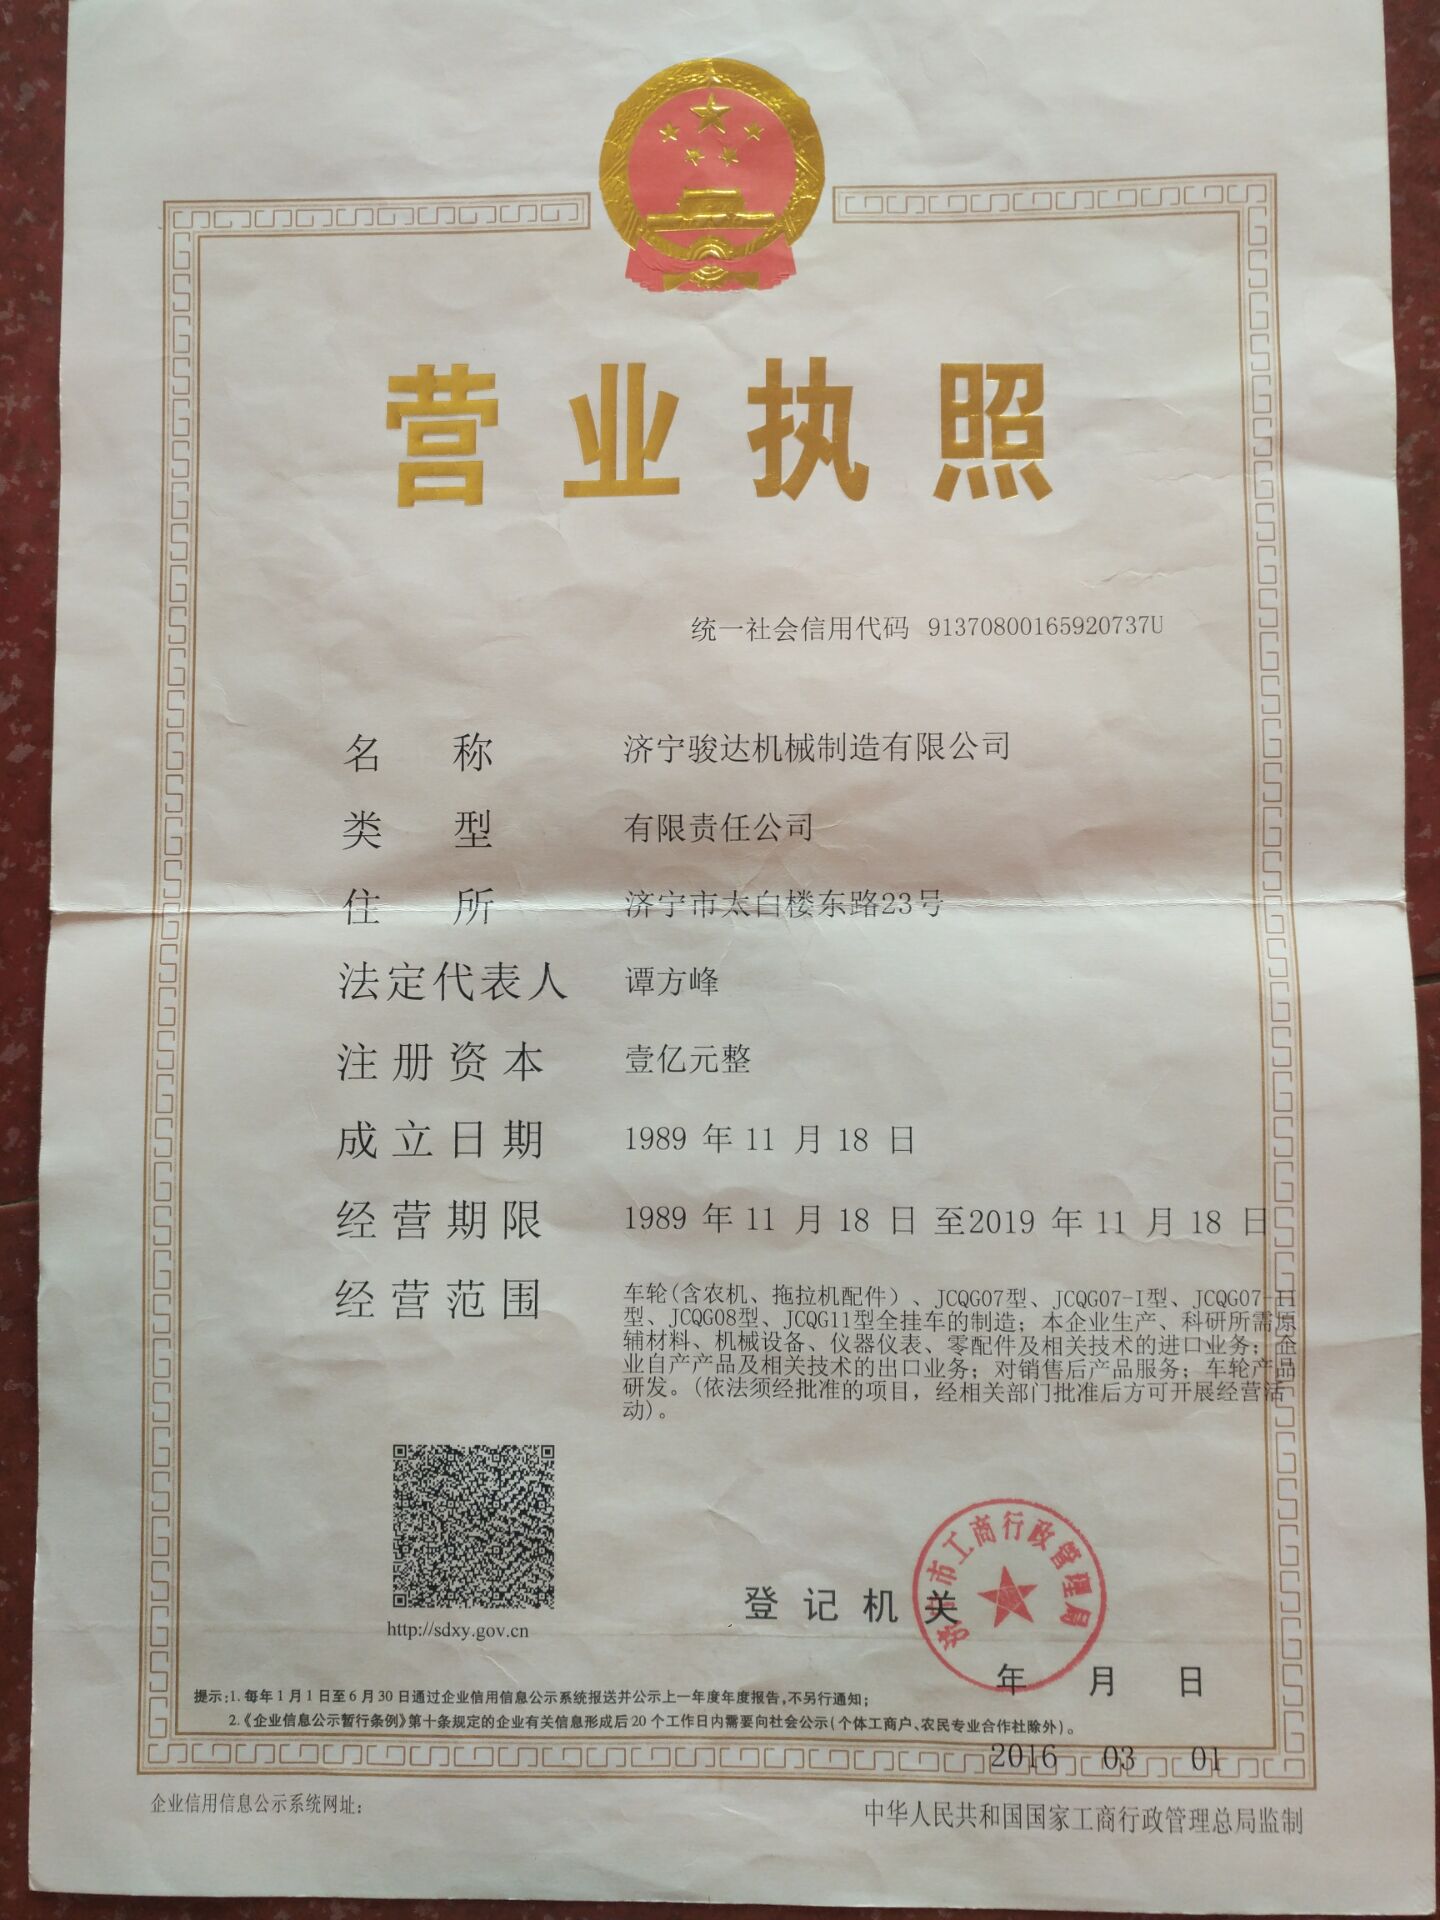 营业执照
统一社会信用代码 91370800165920737U
名称 济宁骏达机械制造有限公司
类型 有限责任公司
住所 济宁市太白楼东路23号
法定代表人 谭方峰
注册资本 壹亿元整
成立日期 1989 年 11 月 18 日
经营期限 1989 年 11 月 18 日 至2019 年 11 月 18 日
经营范围 车轮(含农机、拖拉机配件）、JCQG07型、JCQG07-I型、JCQG07-II
型、JCQG08型、JCQG11型全挂车的制造；本企业生产、科研所需原
辅材料、机械设备、仪器仪表、零配件及相关技术的进口业务；企
业自产产品及相关技术的出口业务；对销售后产品服务；车轮产品
研发。(依法须经批准的项目，经相关部门批准后方可开展经营活
动)。
http://sdxy.gov.cn
市工商行政管理局
登记机关
年 月 日
提示:1.每年1月1日至6月30日通过企业信用信息公示系统报送并公示上一年度年度报告,不另行通知;
2.《企业信息公示暂行条例》第十条规定的企业有关信息形成后20个工作日内需要向社会公示(个体工商户、农民专业合作社除外)。
2016 03 01
企业信用信息公示系统网址：
中华人民共和国国家工商行政管理总局监制